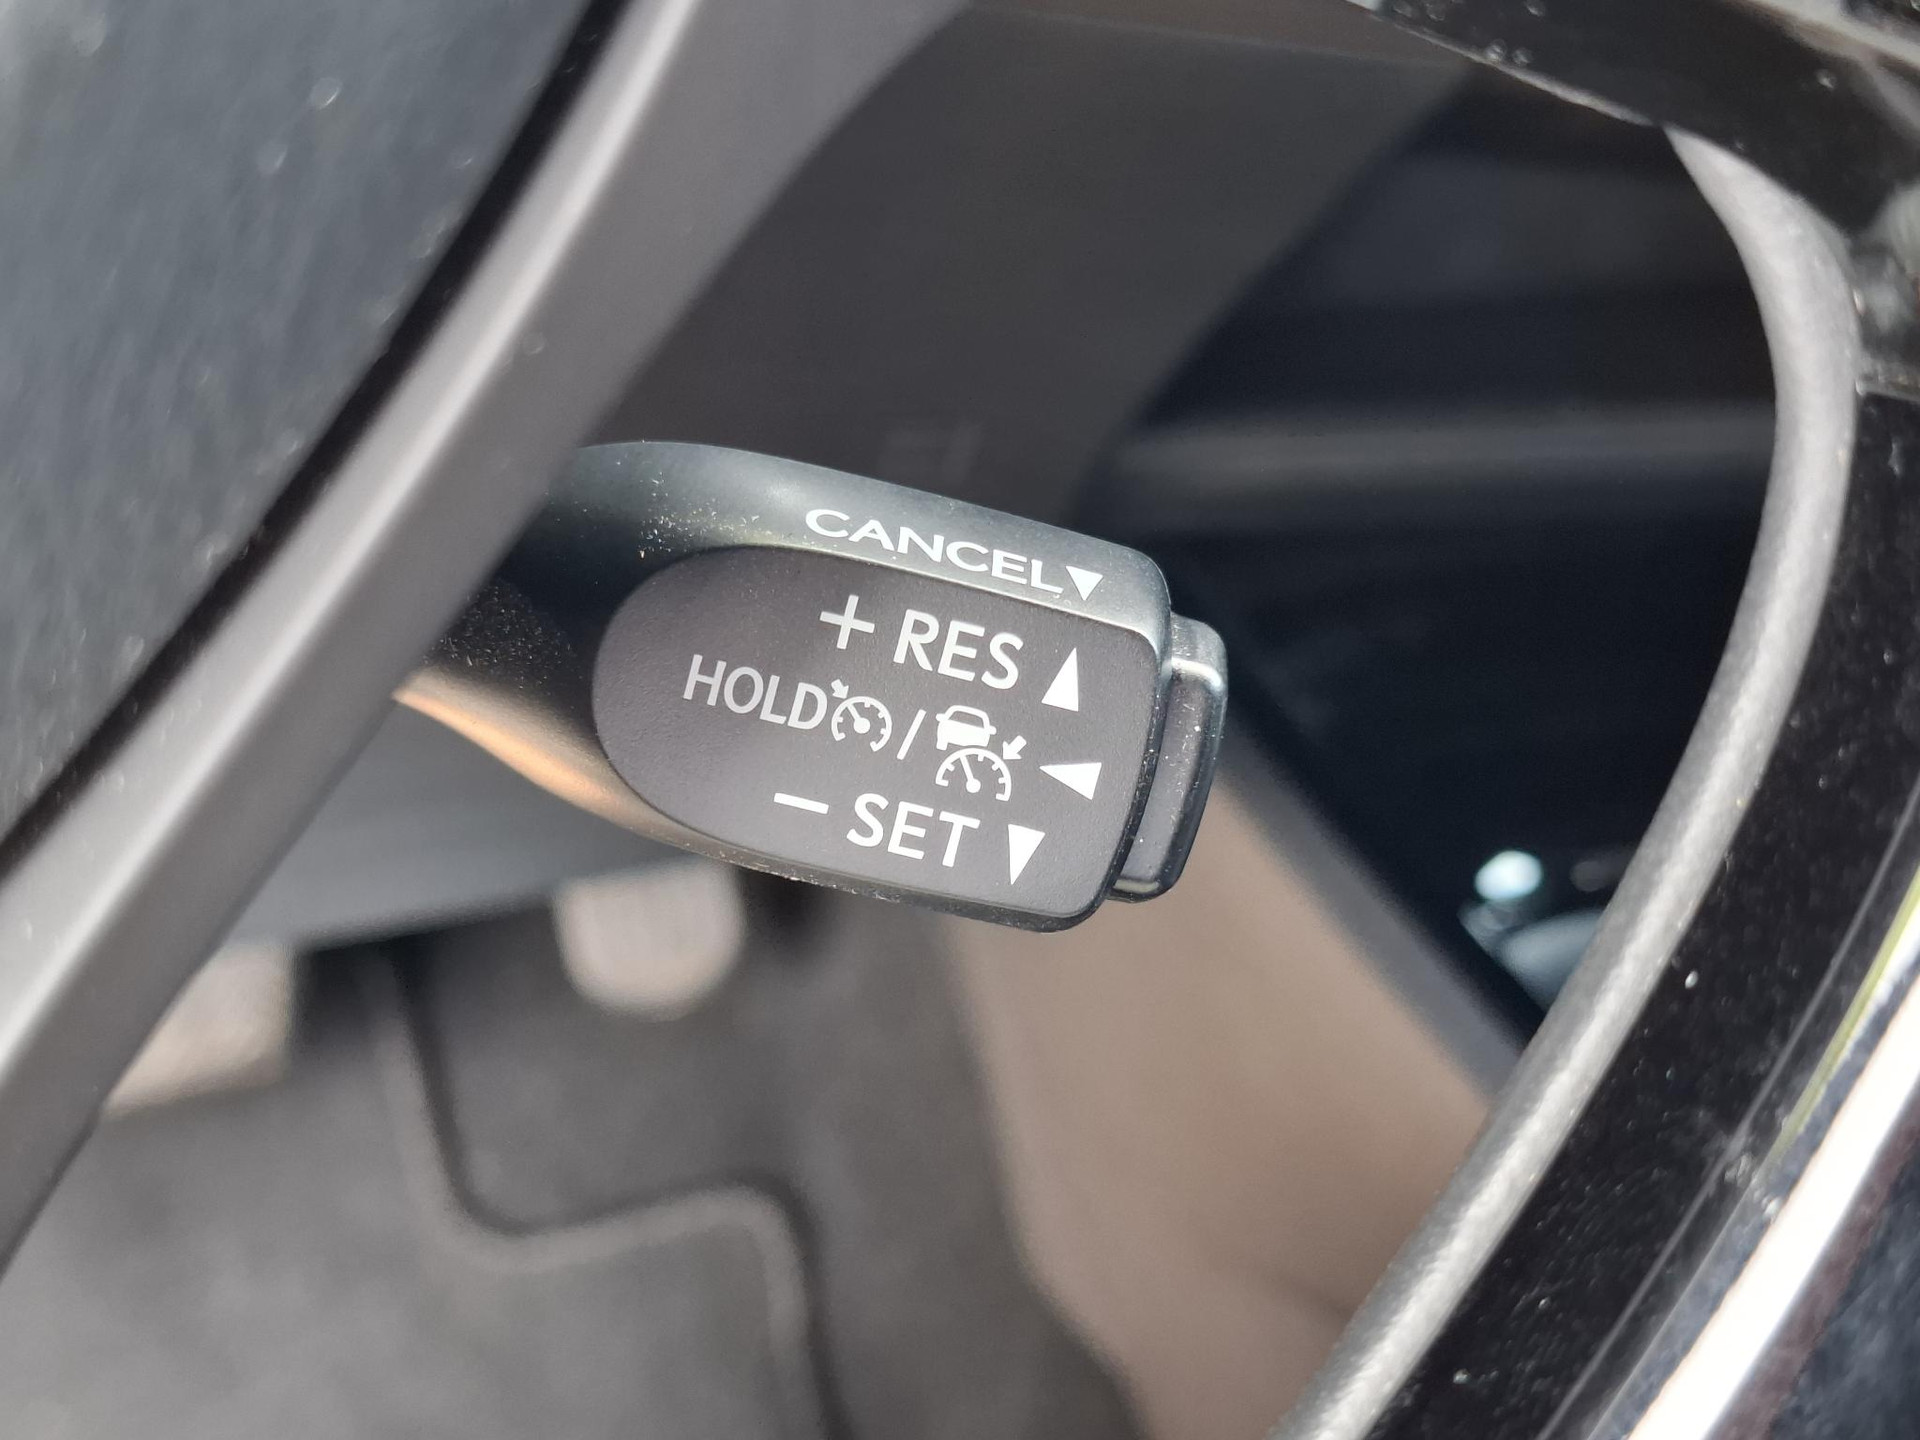 CANCEL
+ RES
HOLD /
− SET